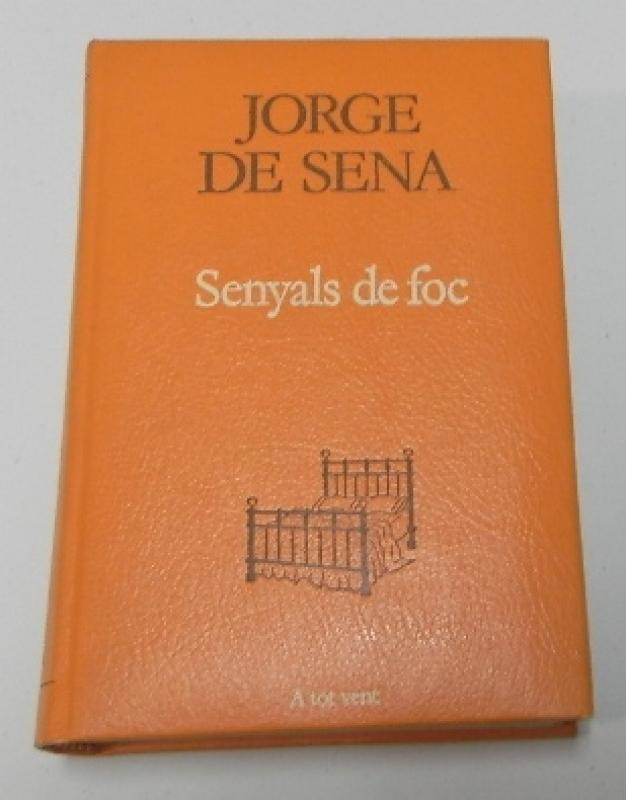 JORGE
DE SENA
Senyals de foc
A tot vent